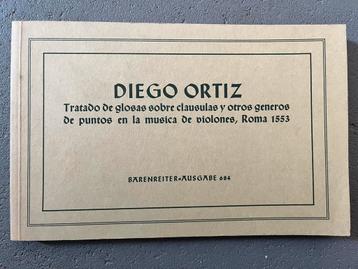 DIEGO ORTIZ
Tratado de glosas sobre clausulas y otros generos
de puntos en la musica de violones, Roma 1553
BÄRENREITER-AUSGABE 684